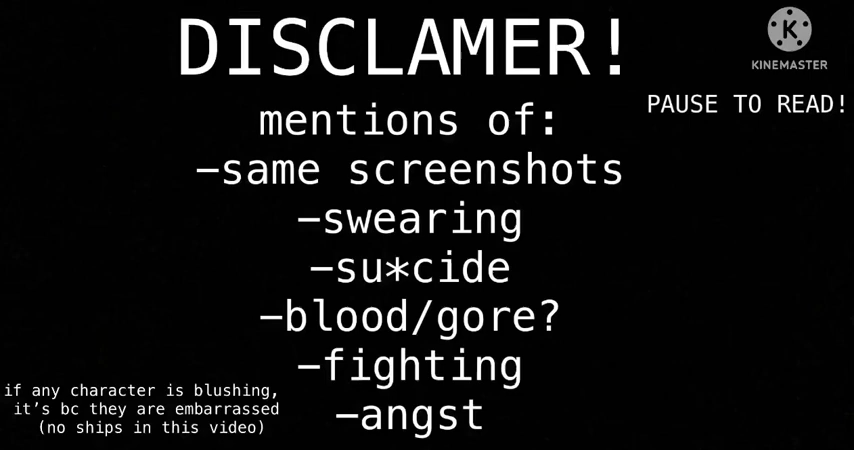 DISCLAMER!
KINEMASTER
PAUSE TO READ!
mentions of:
-same screenshots
-swearing
-su*cide
-blood/gore?
-fighting
-angst
if any character is blushing,
it's bc they are embarrassed
(no ships in this video)